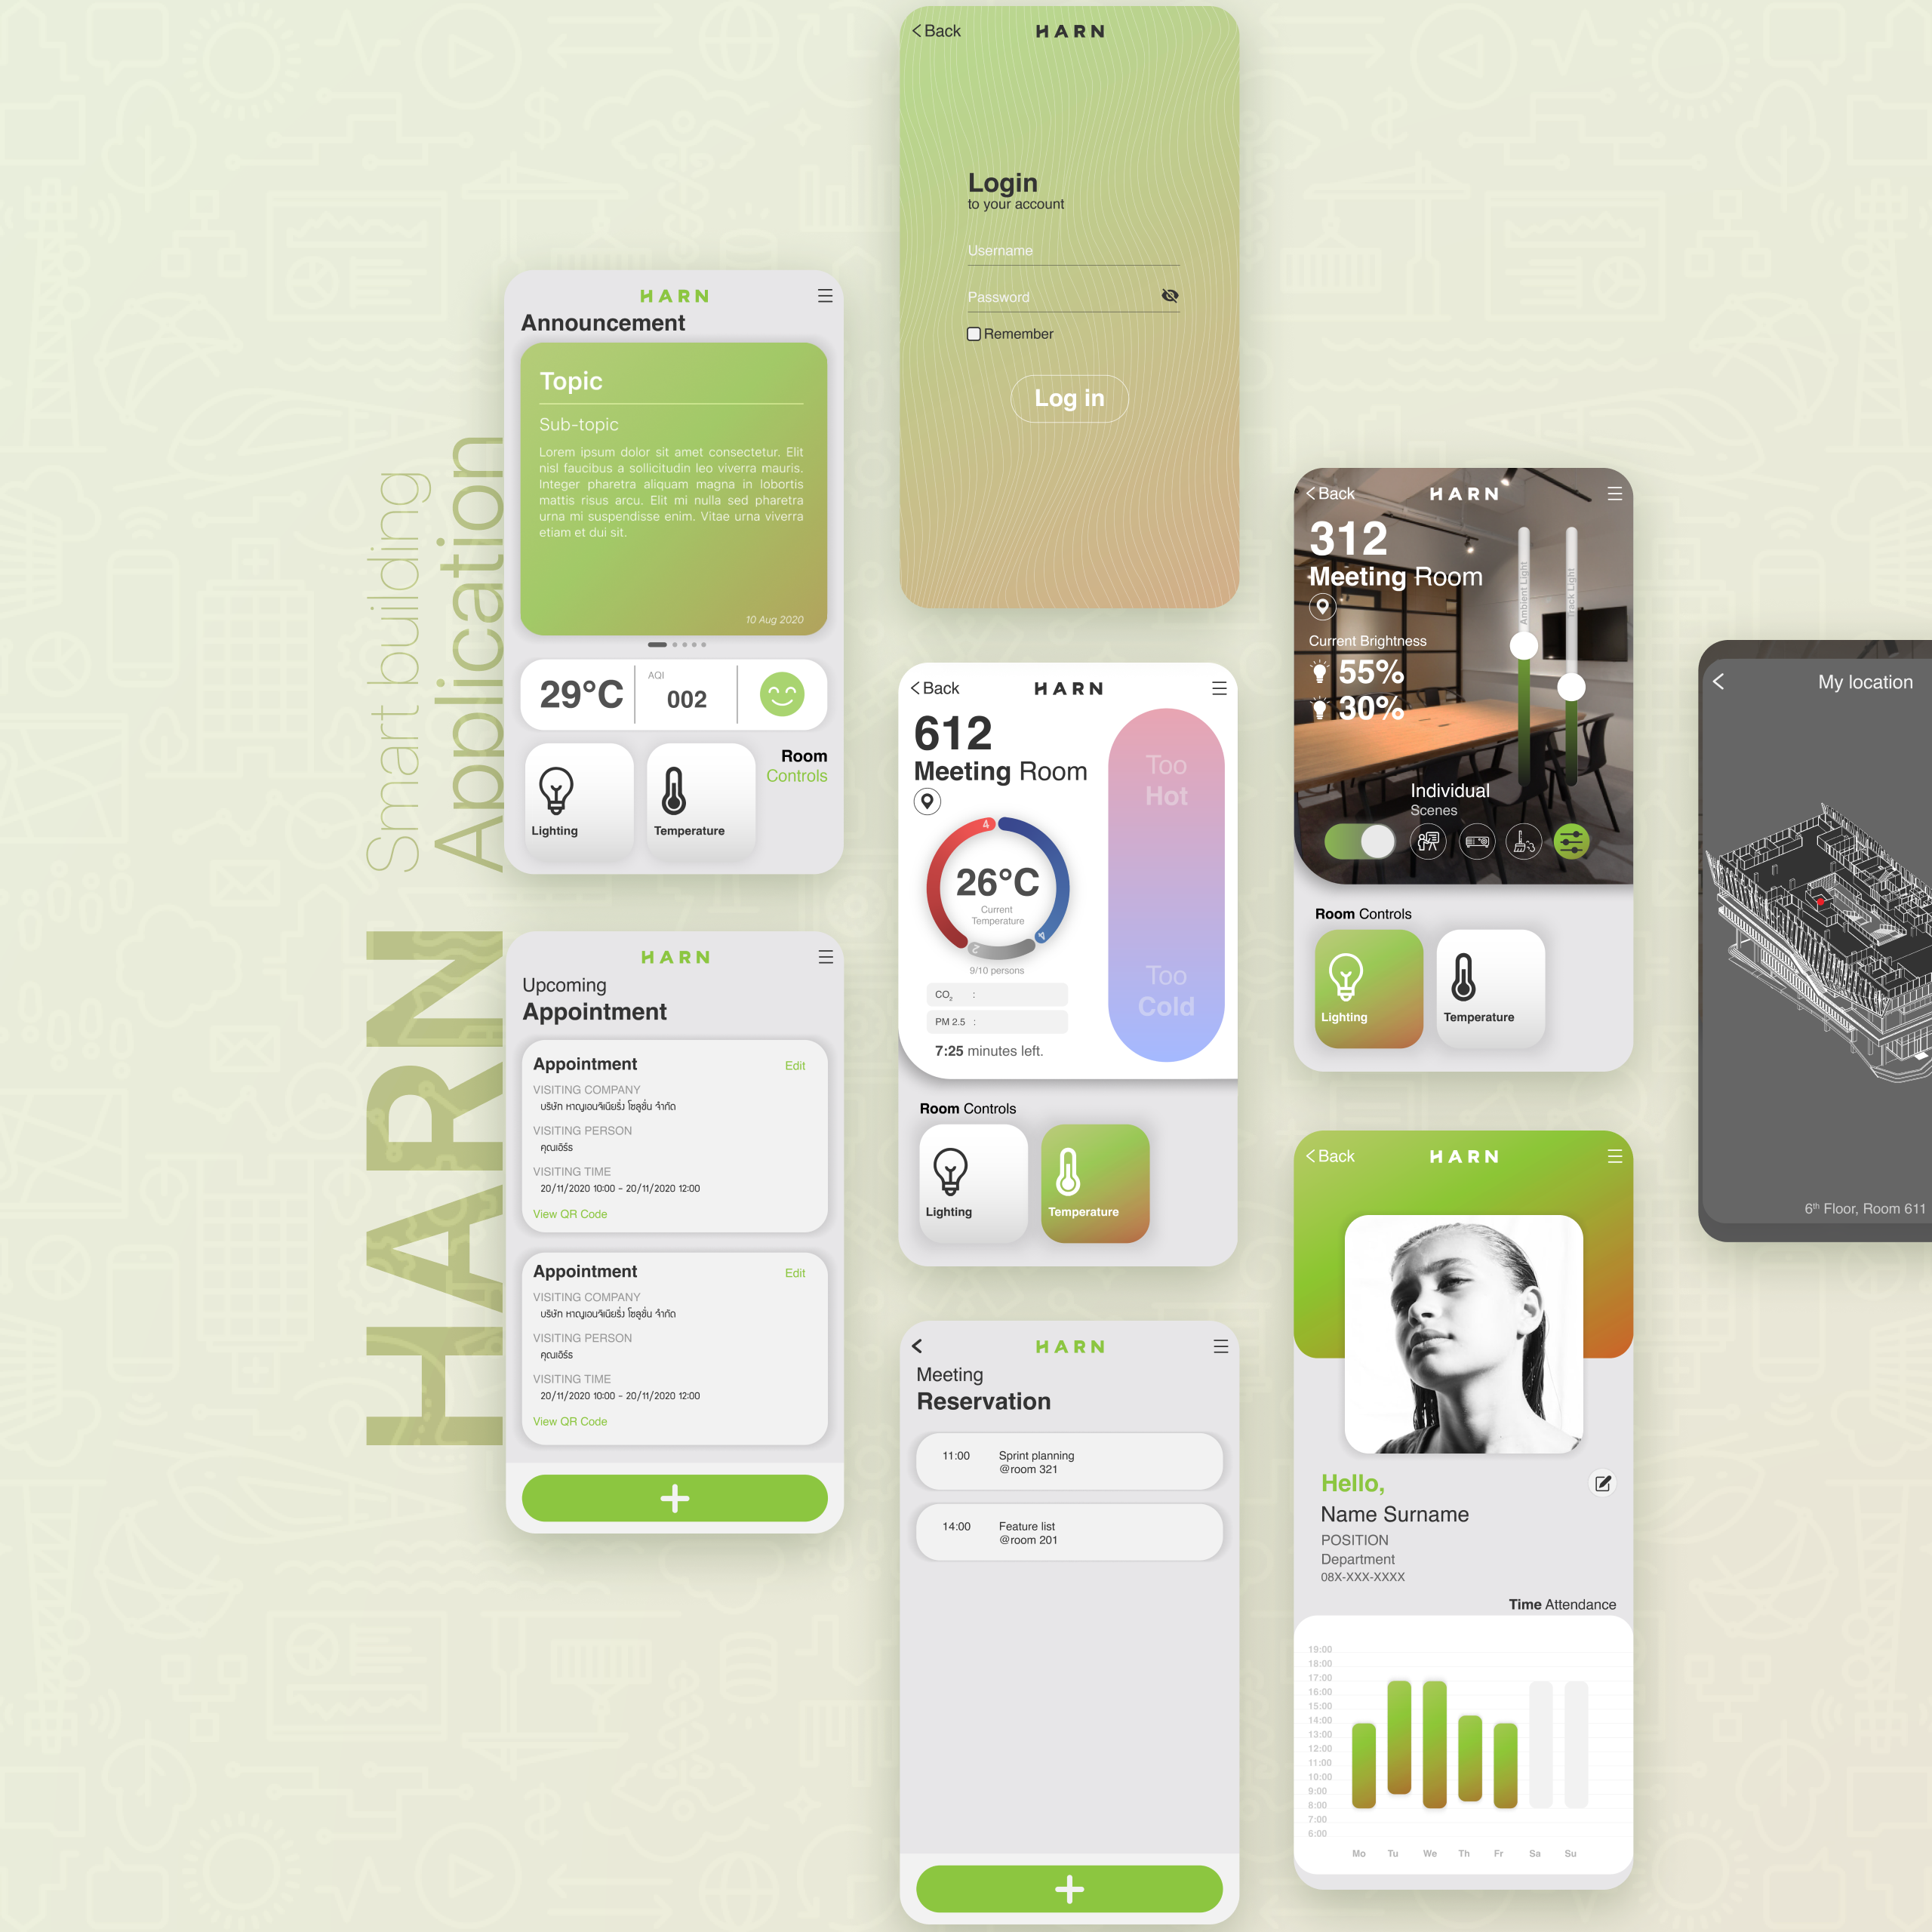 Smart building
Application
HARN
HARN
Announcement
Topic
Sub-topic
Lorem ipsum dolor sit amet consectetur. Elit
nisl faucibus a sollicitudin leo viverra mauris.
Integer pharetra aliquam magna in lobortis
mattis risus arcu. Elit mi nulla sed pharetra
urna mi suspendisse enim. Vitae urna viverra
etiam et dui sit.
10 Aug 2020
29°C
AQI
002
Room
Controls
Lighting
Temperature
HARN
Upcoming
Appointment
Appointment
Edit
VISITING COMPANY
บริษัท หาญเอนจิเนียริ่ง โซลูชั่น จำกัด
VISITING PERSON
คุณเอิร์ธ
VISITING TIME
20/11/2020 10:00 - 20/11/2020 12:00
View QR Code
Appointment
Edit
VISITING COMPANY
บริษัท หาญเอนจิเนียริ่ง โซลูชั่น จำกัด
VISITING PERSON
คุณเอิร์ธ
VISITING TIME
20/11/2020 10:00 - 20/11/2020 12:00
View QR Code
Back
HARN
Login
to your account
Username
Password
Remember
Log in
Back
HARN
612
Meeting Room
Too
Hot
4
26°C
Current
Temperature
4
2
9/10 persons
Too
Cold
CO2 :
PM 2.5 :
7:25 minutes left.
Room Controls
Lighting
Temperature
HARN
Meeting
Reservation
11:00 Sprint planning
@room 321
14:00 Feature list
@room 201
Back
HARN
312
Meeting Room
Ambient Light
Track Light
Current Brightness
55%
30%
Individual
Scenes
Room Controls
Lighting
Temperature
Back
HARN
Hello,
Name Surname
POSITION
Department
08X-XXX-XXXX
Time Attendance
19:00
18:00
17:00
16:00
15:00
14:00
13:00
12:00
11:00
10:00
9:00
8:00
7:00
6:00
Mo Tu We Th Fr Sa Su
My location
6th Floor, Room 611